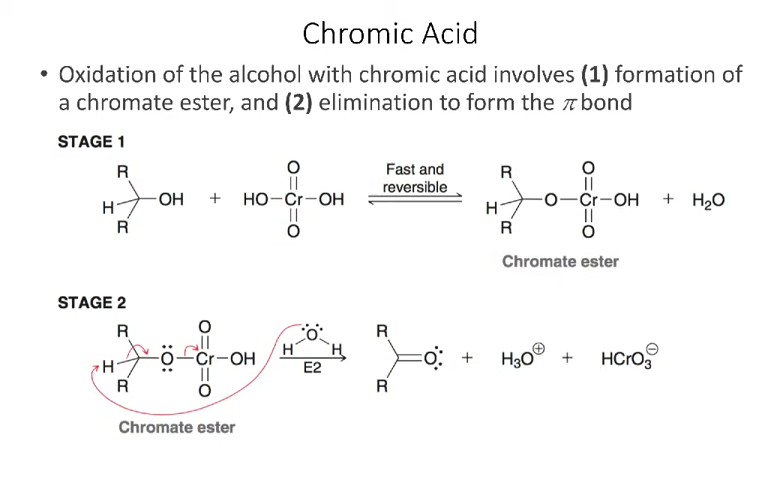 Chromic Acid
• Oxidation of the alcohol with chromic acid involves (1) formation of
a chromate ester, and (2) elimination to form the π bond
STAGE 1
R
H
R
OH
+
O
HO–Cr–OH
O
Fast and
reversible
R
H
R
O–Cr–OH
O
O
+
H₂O
Chromate ester
STAGE 2
R
H
R
O
O
Cr–OH
O
O
H H
E2
R
R
O
+
H₃O⊕
+
HCrO₃⊖
Chromate ester